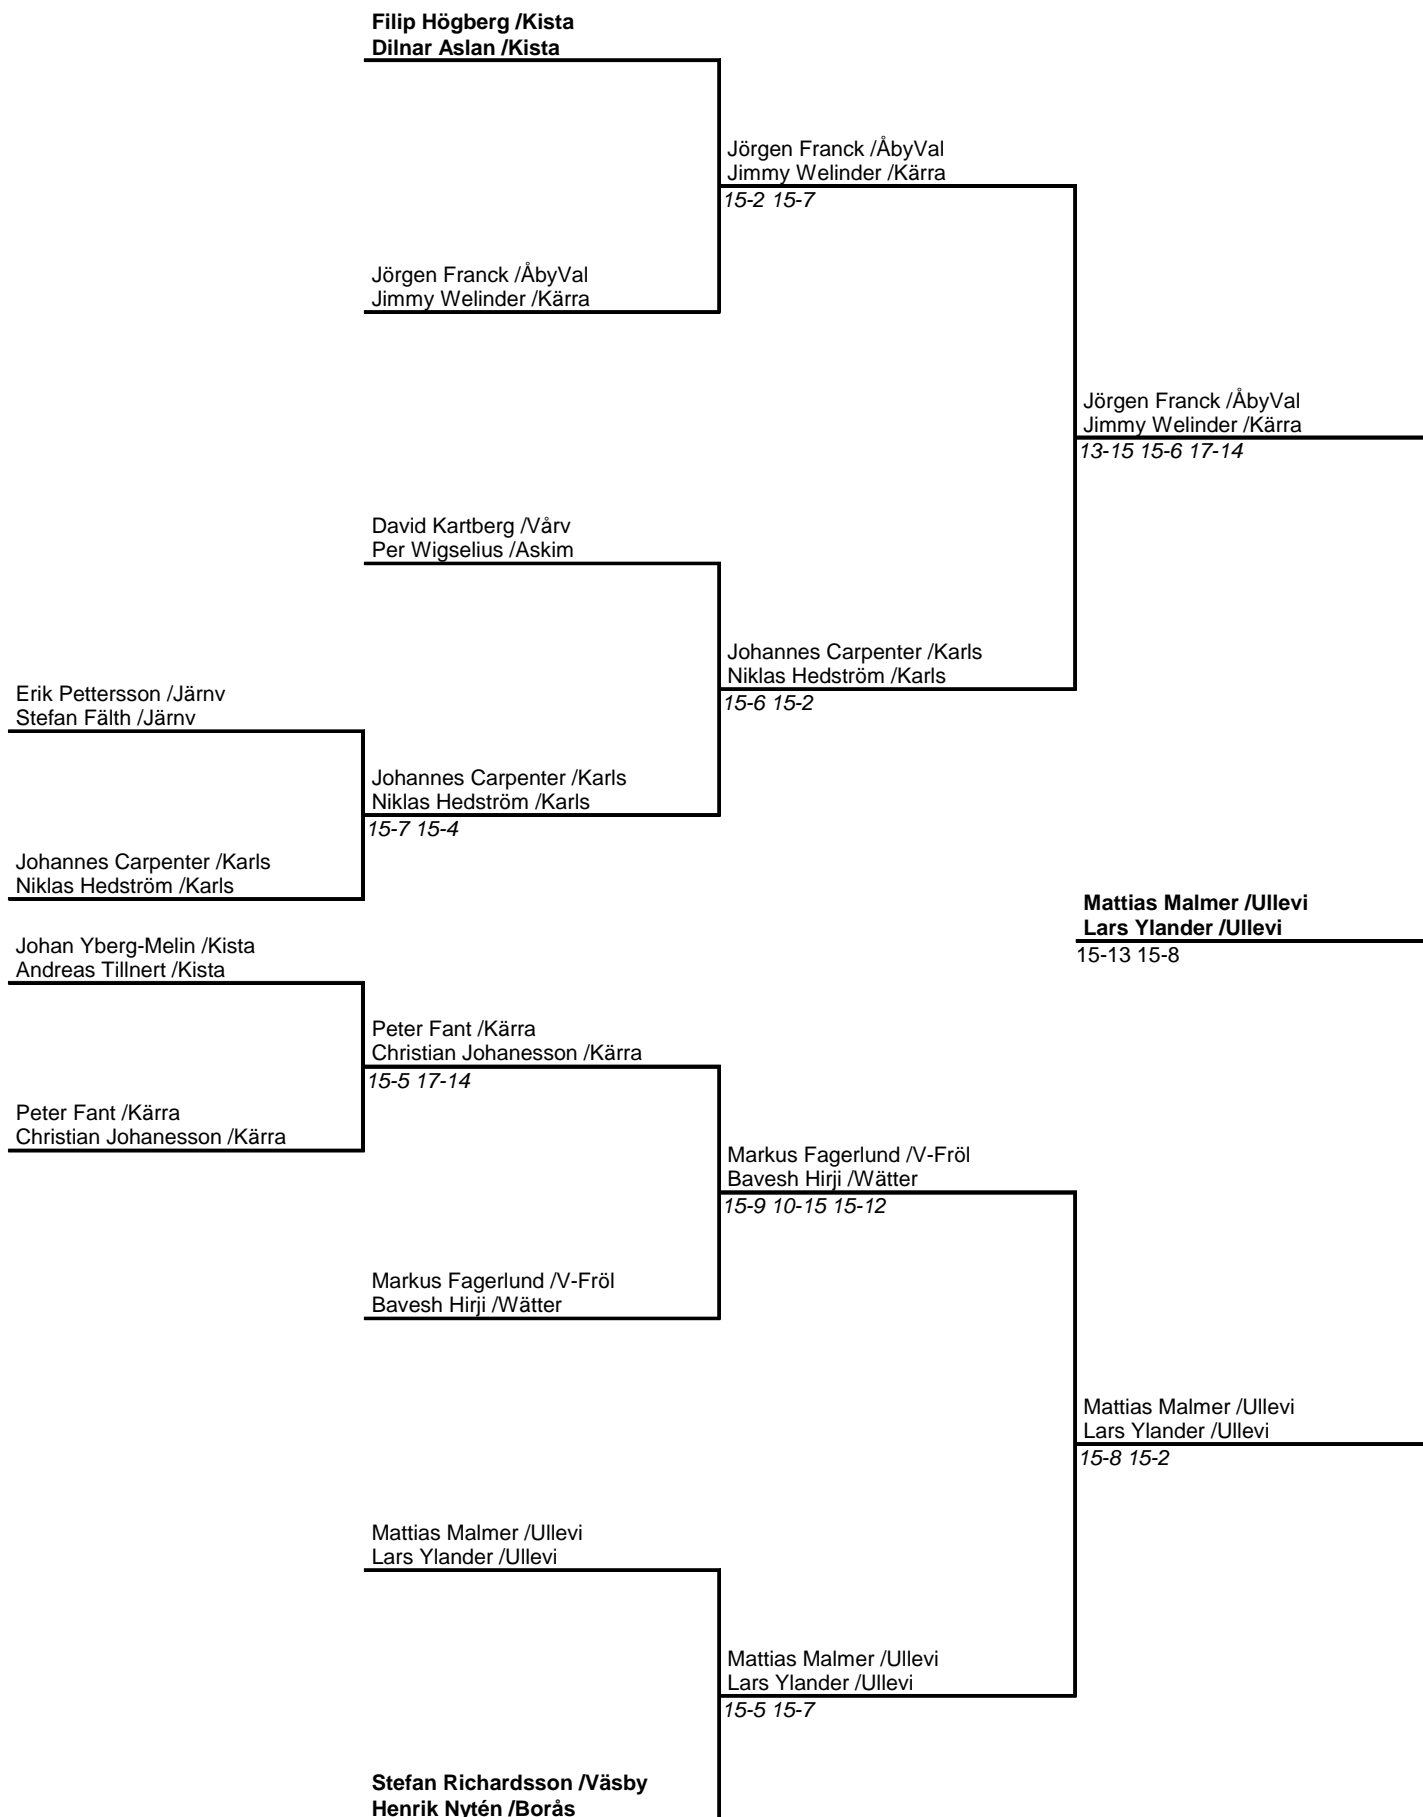 Filip Högberg /Kista
Dilnar Aslan /Kista
Jörgen Franck /ÅbyVal
Jimmy Welinder /Kärra
15-2 15-7
Jörgen Franck /ÅbyVal
Jimmy Welinder /Kärra
Jörgen Franck /ÅbyVal
Jimmy Welinder /Kärra
13-15 15-6 17-14
David Kartberg /Vårv
Per Wigselius /Askim
Johannes Carpenter /Karls
Niklas Hedström /Karls
15-6 15-2
Erik Pettersson /Järnv
Stefan Fälth /Järnv
Johannes Carpenter /Karls
Niklas Hedström /Karls
15-7 15-4
Johannes Carpenter /Karls
Niklas Hedström /Karls
Mattias Malmer /Ullevi
Lars Ylander /Ullevi
15-13 15-8
Johan Yberg-Melin /Kista
Andreas Tillnert /Kista
Peter Fant /Kärra
Christian Johanesson /Kärra
15-5 17-14
Peter Fant /Kärra
Christian Johanesson /Kärra
Markus Fagerlund /V-Fröl
Bavesh Hirji /Wätter
15-9 10-15 15-12
Markus Fagerlund /V-Fröl
Bavesh Hirji /Wätter
Mattias Malmer /Ullevi
Lars Ylander /Ullevi
15-8 15-2
Mattias Malmer /Ullevi
Lars Ylander /Ullevi
Mattias Malmer /Ullevi
Lars Ylander /Ullevi
15-5 15-7
Stefan Richardsson /Väsby
Henrik Nytén /Borås